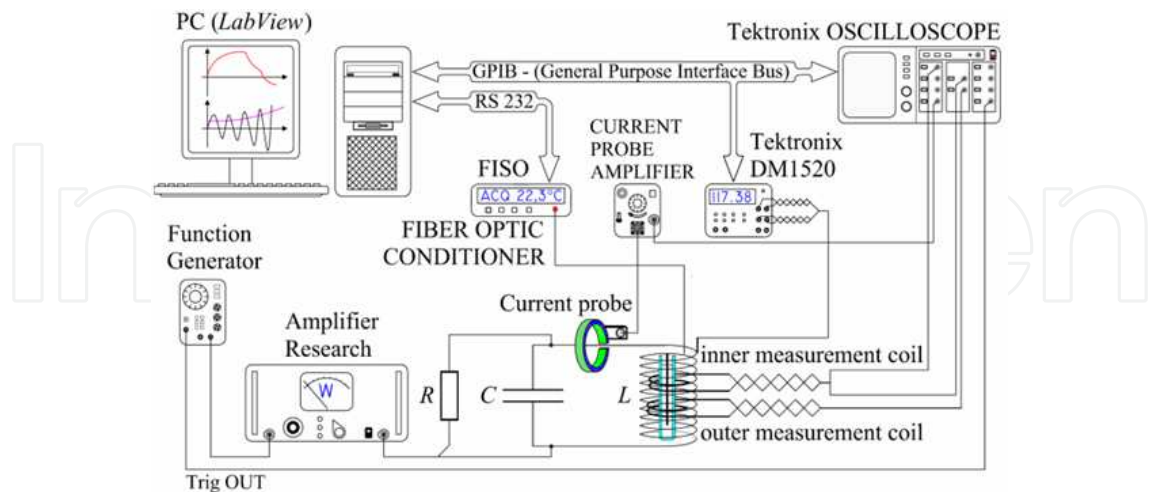 PC (LabView)
Tektronix OSCILLOSCOPE
GPIB - (General Purpose Interface Bus)
RS 232
CURRENT
PROBE
AMPLIFIER
Tektronix
DM1520
FISO
ACQ 22,3°C
117.38
FIBER OPTIC
CONDITIONER
Function
Generator
Current probe
Amplifier
Research
W
R
C
L
inner measurement coil
outer measurement coil
Trig OUT